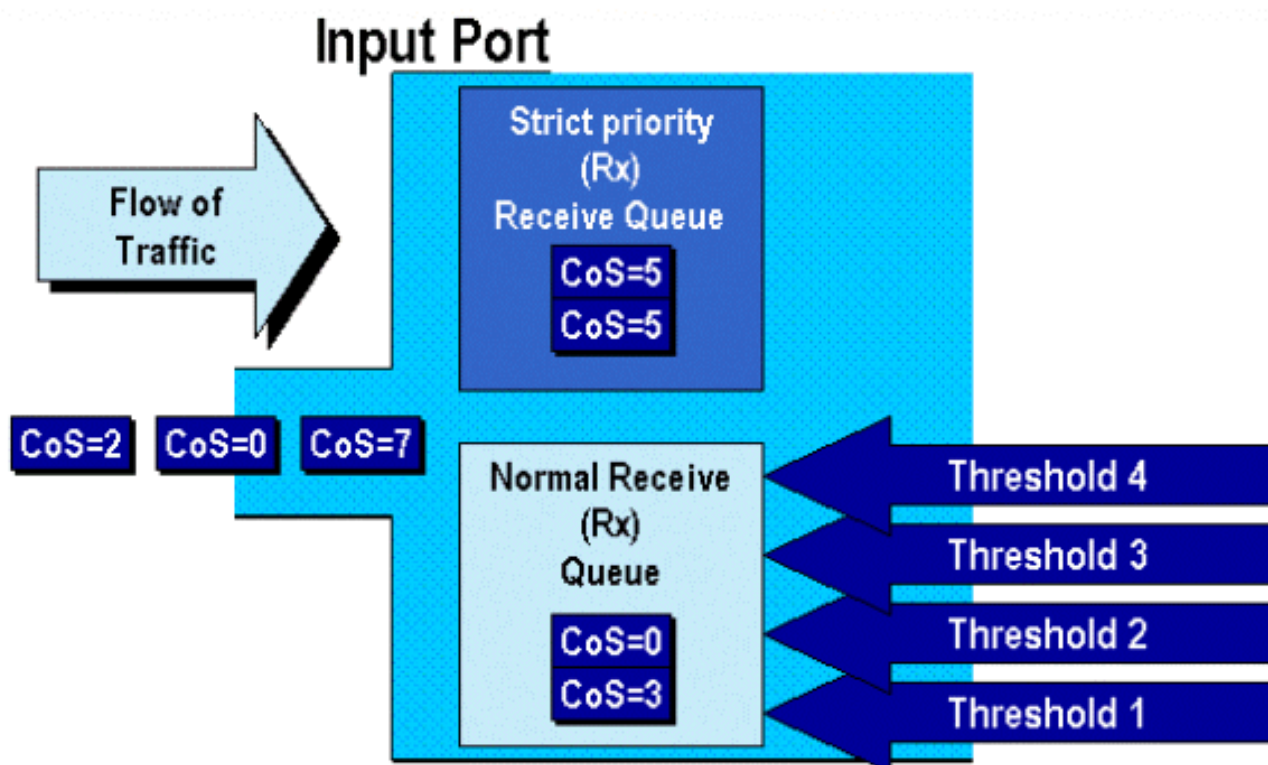 Input Port
Flow of
Traffic
Strict priority
(Rx)
Receive Queue
CoS=5
CoS=5
CoS=2
CoS=0
CoS=7
Normal Receive
(Rx)
Queue
CoS=0
CoS=3
Threshold 4
Threshold 3
Threshold 2
Threshold 1